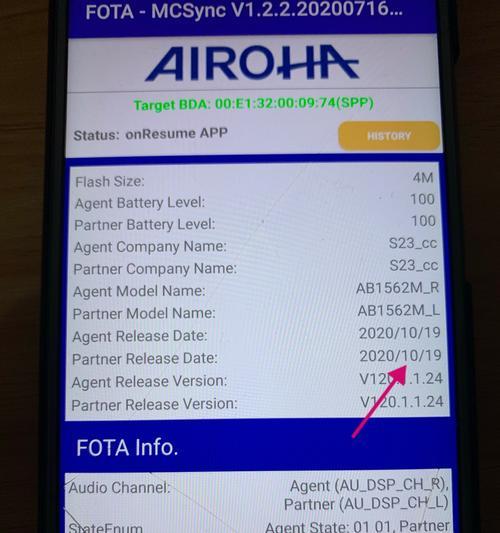 FOTA - MCSync V1.2.2.20200716...
AIROHA
Target BDA: 00:E1:32:00:09:74(SPP)
Status: onResume APP
HISTORY
Flash Size: 4M
Agent Battery Level: 100
Partner Battery Level: 100
Agent Company Name: S23_cc
Partner Company Name: S23_cc
Agent Model Name: AB1562M_R
Partner Model Name: AB1562M_L
Agent Release Date: 2020/10/19
Partner Release Date: 2020/10/19
Agent Release Version:
Partner Release Version: V120.1.1.24
FOTA Info.
Audio Channel: Agent (AU_DSP_CH_R),
Partner (AU_DSP_CH_L)
StateEnum Agent State: 01 01, Partner